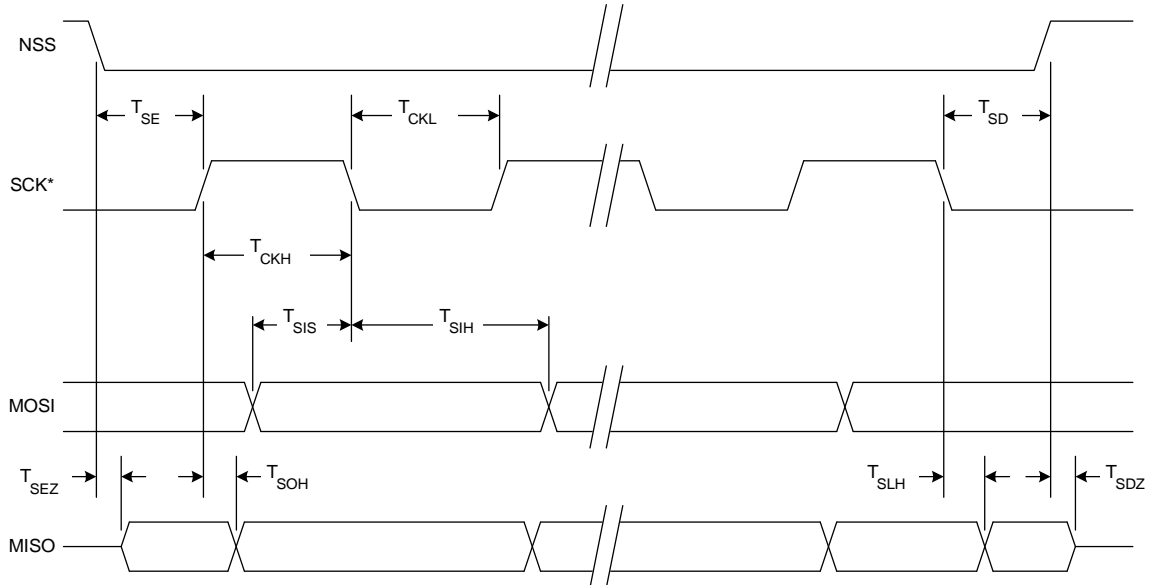 NSS
T_SE
T_CKL
T_SD
SCK*
T_CKH
T_SIS
T_SIH
MOSI
T_SEZ
T_SOH
T_SLH
T_SDZ
MISO